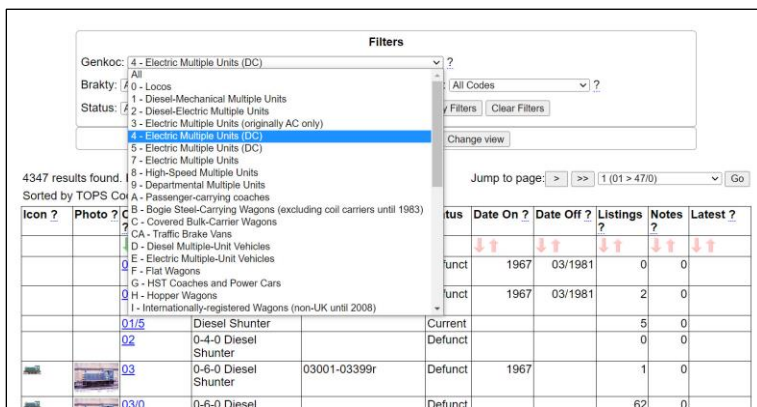 Filters
Genkoc: 4 - Electric Multiple Units (DC) ?
All
0 - Locos
1 - Diesel-Mechanical Multiple Units
2 - Diesel-Electric Multiple Units
3 - Electric Multiple Units (originally AC only)
4 - Electric Multiple Units (DC)
5 - Electric Multiple Units (DC)
7 - Electric Multiple Units
8 - High-Speed Multiple Units
9 - Departmental Multiple Units
A - Passenger-carrying coaches
B - Bogie Steel-Carrying Wagons (excluding coil carriers until 1983)
C - Covered Bulk Wagons
CA - Traffic Brake Vans
D - Diesel Multiple-Unit Vehicles
E - Electric Multiple-Unit Vehicles
F - Flat Wagons
G - HST Coaches and Power Cars
H - Hopper Wagons
I - Internationally-registered Wagons (non-UK until 2008)
Brakty: : All Codes ?
Status: Filters Clear Filters
Change view
4347 results found. Jump to page: > >> 1 (01 > 47/0) Go
Sorted by TOPS
Icon ? Photo ? ? Date On ? Date Off ? Listings ? Notes ? Latest ?
1967 03/1981 0 0
1967 03/1981 2 0
01/5 Diesel Shunter Current 5 0
02 0-4-0 Diesel Shunter Defunct 0 0
03 0-6-0 Diesel Shunter 03001-03399r Defunct 1967 1 0
03/0 0-6-0 Diesel Defunct 62 0